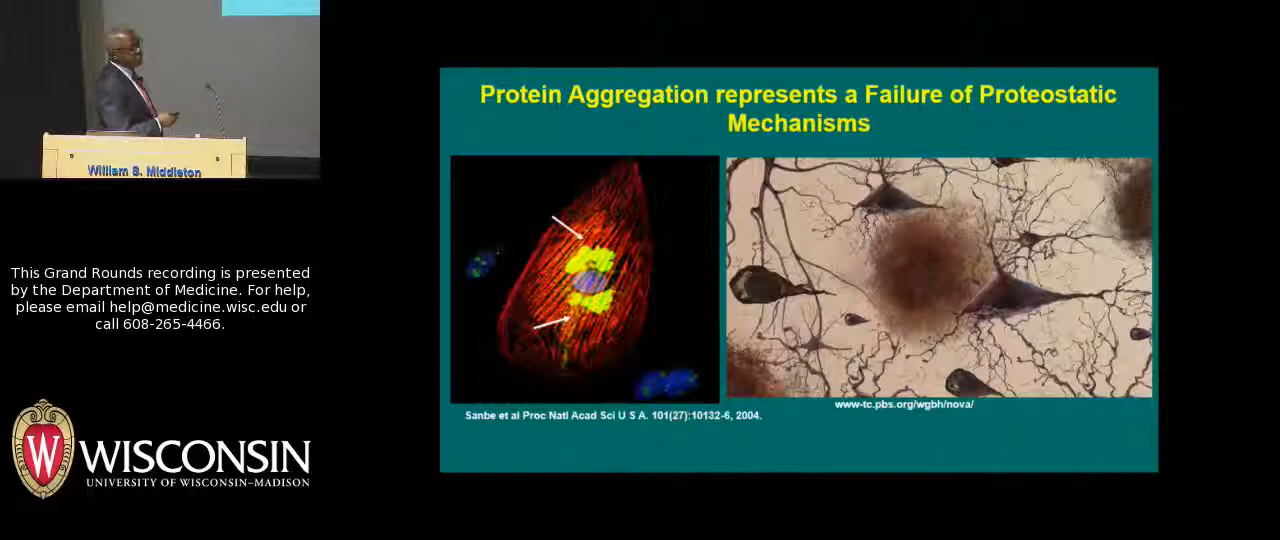 William S. Middleton
This Grand Rounds recording is presented
by the Department of Medicine. For help,
please email help@medicine.wisc.edu or
call 608-265-4466.
W
WISCONSIN
UNIVERSITY OF WISCONSIN–MADISON
Protein Aggregation represents a Failure of Proteostatic
Mechanisms
Sanbe et al Proc Natl Acad Sci U S A. 101(27):10132-6, 2004.
www-tc.pbs.org/wgbh/nova/